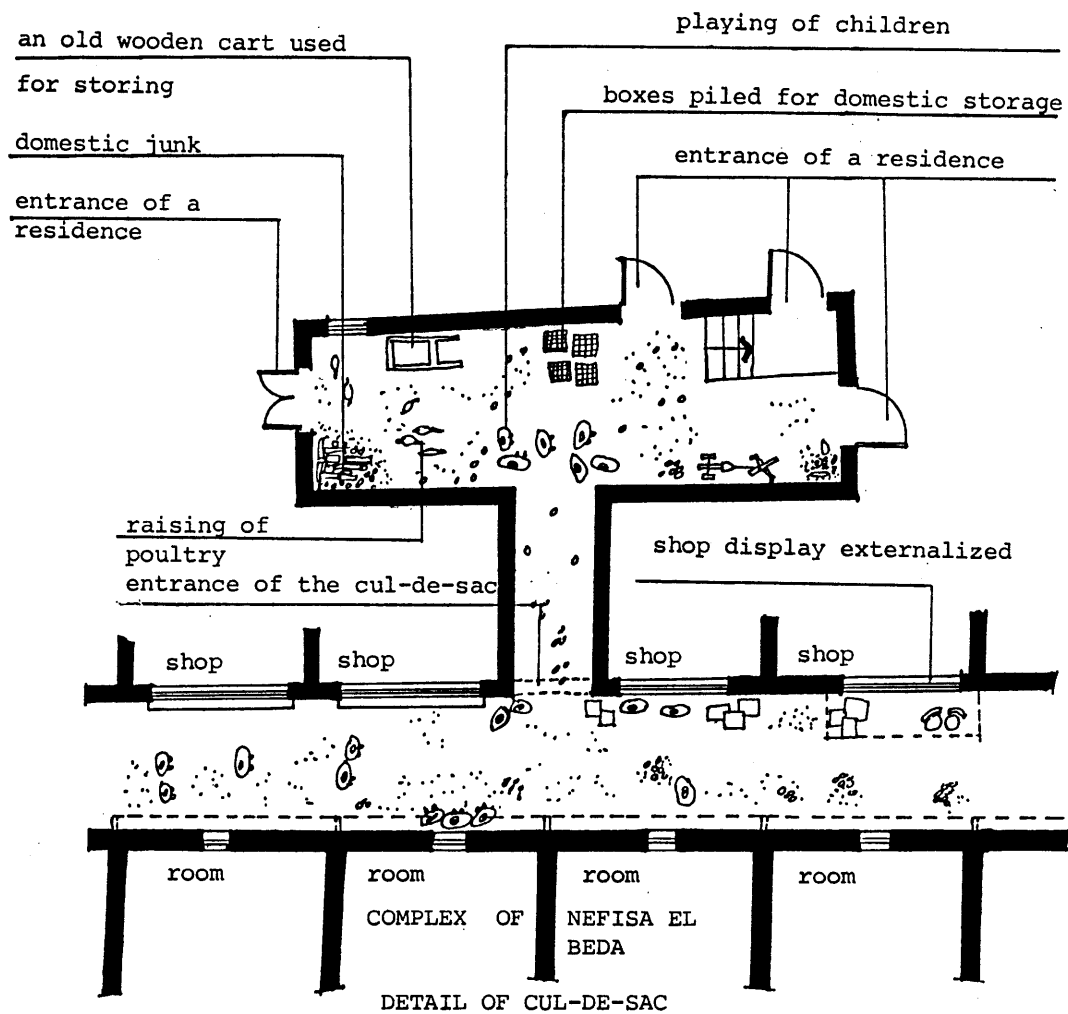 an old wooden cart used
for storing
domestic junk
entrance of a
residence
playing of children
boxes piled for domestic storage
entrance of a residence
raising of
poultry
entrance of the cul-de-sac
shop display externalized
shop
shop
shop
shop
room
room
room
room
COMPLEX OF NEFISA EL
BEDA
DETAIL OF CUL-DE-SAC